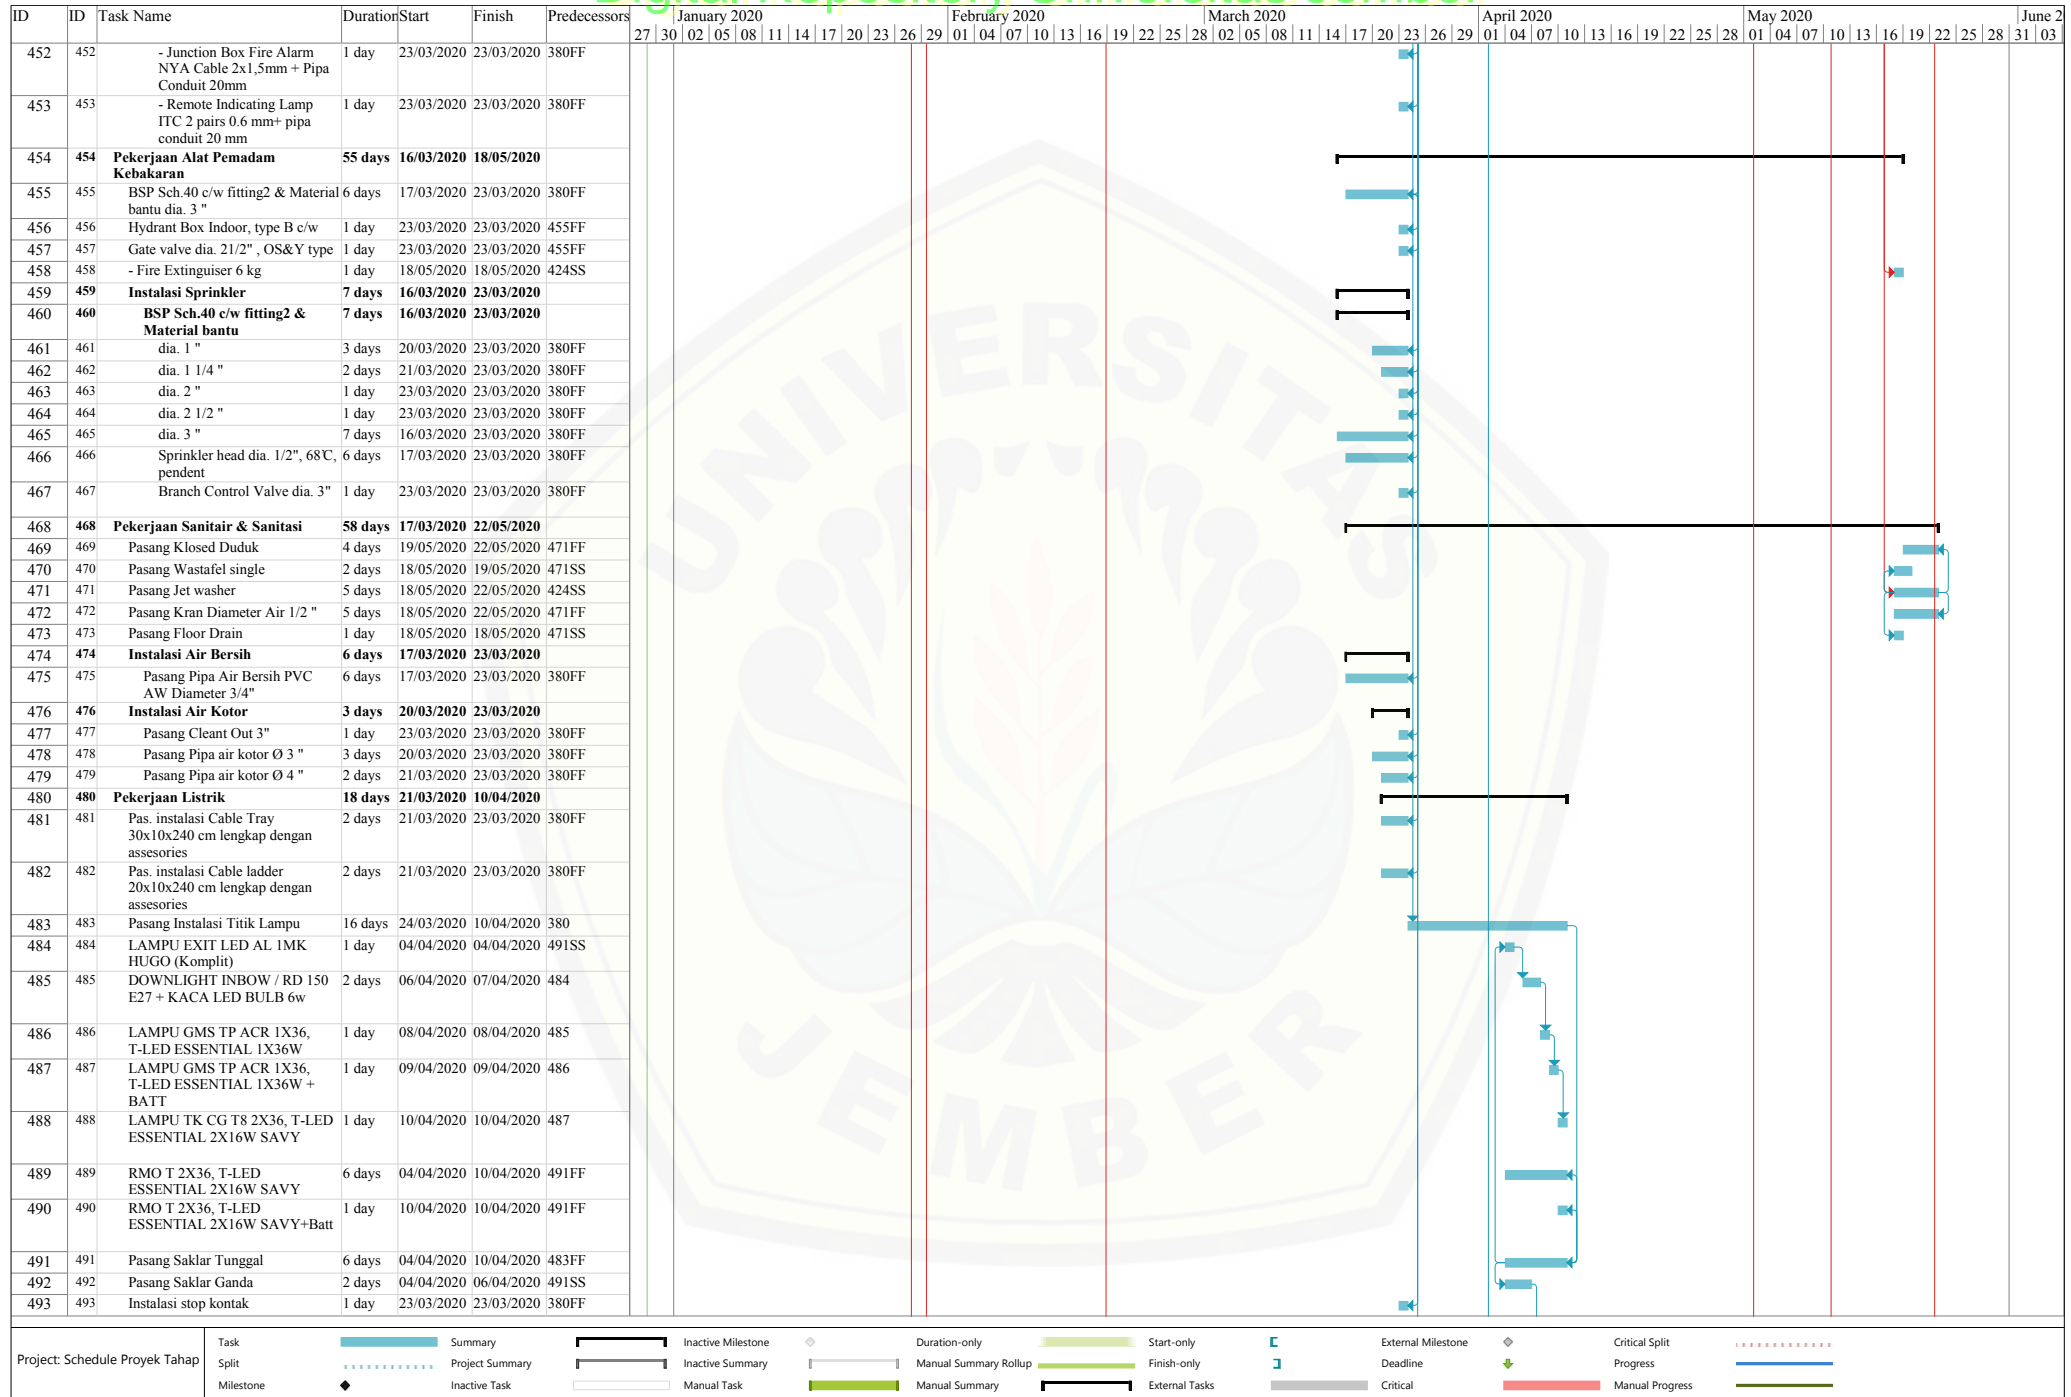 Digital Repository Universitas Jember
ID ID Task Name Duration Start Finish Predecessors January 2020 February 2020 March 2020 April 2020 May 2020 June 2
27 30 02 05 08 11 14 17 20 23 26 29 01 04 07 10 13 16 19 22 25 28 02 05 08 11 14 17 20 23 26 29 01 04 07 10 13 16 19 22 25 28 01 04 07 10 13 16 19 22 25 28 31 03
452 452 - Junction Box Fire Alarm 1 day 23/03/2020 23/03/2020 380FF
NYA Cable 2x1,5mm + Pipa
Conduit 20mm
453 453 - Remote Indicating Lamp 1 day 23/03/2020 23/03/2020 380FF
ITC 2 pairs 0.6 mm+ pipa
conduit 20 mm
454 454 Pekerjaan Alat Pemadam 55 days 16/03/2020 18/05/2020
Kebakaran
455 455 BSP Sch.40 c/w fitting2 & Material 6 days 17/03/2020 23/03/2020 380FF
bantu dia. 3 "
456 456 Hydrant Box Indoor, type B c/w 1 day 23/03/2020 23/03/2020 455FF
457 457 Gate valve dia. 21/2" , OS&Y type 1 day 23/03/2020 23/03/2020 455FF
458 458 - Fire Extinguiser 6 kg 1 day 18/05/2020 18/05/2020 424SS
459 459 Instalasi Sprinkler 7 days 16/03/2020 23/03/2020
460 460 BSP Sch.40 c/w fitting2 & 7 days 16/03/2020 23/03/2020
Material bantu
461 461 dia. 1 " 3 days 20/03/2020 23/03/2020 380FF
462 462 dia. 1 1/4 " 2 days 21/03/2020 23/03/2020 380FF
463 463 dia. 2 " 1 day 23/03/2020 23/03/2020 380FF
464 464 dia. 2 1/2 " 1 day 23/03/2020 23/03/2020 380FF
465 465 dia. 3 " 7 days 16/03/2020 23/03/2020 380FF
466 466 Sprinkler head dia. 1/2", 68℃, 6 days 17/03/2020 23/03/2020 380FF
pendent
467 467 Branch Control Valve dia. 3" 1 day 23/03/2020 23/03/2020 380FF
468 468 Pekerjaan Sanitair & Sanitasi 58 days 17/03/2020 22/05/2020
469 469 Pasang Klosed Duduk 4 days 19/05/2020 22/05/2020 471FF
470 470 Pasang Wastafel single 2 days 18/05/2020 19/05/2020 471SS
471 471 Pasang Jet washer 5 days 18/05/2020 22/05/2020 424SS
472 472 Pasang Kran Diameter Air 1/2 " 5 days 18/05/2020 22/05/2020 471FF
473 473 Pasang Floor Drain 1 day 18/05/2020 18/05/2020 471SS
474 474 Instalasi Air Bersih 6 days 17/03/2020 23/03/2020
475 475 Pasang Pipa Air Bersih PVC 6 days 17/03/2020 23/03/2020 380FF
AW Diameter 3/4"
476 476 Instalasi Air Kotor 3 days 20/03/2020 23/03/2020
477 477 Pasang Cleant Out 3" 1 day 23/03/2020 23/03/2020 380FF
478 478 Pasang Pipa air kotor Ø 3 " 3 days 20/03/2020 23/03/2020 380FF
479 479 Pasang Pipa air kotor Ø 4 " 2 days 21/03/2020 23/03/2020 380FF
480 480 Pekerjaan Listrik 18 days 21/03/2020 10/04/2020
481 481 Pas. instalasi Cable Tray 2 days 21/03/2020 23/03/2020 380FF
30x10x240 cm lengkap dengan
assesories
482 482 Pas. instalasi Cable ladder 2 days 21/03/2020 23/03/2020 380FF
20x10x240 cm lengkap dengan
assesories
483 483 Pasang Instalasi Titik Lampu 16 days 24/03/2020 10/04/2020 380
484 484 LAMPU EXIT LED AL 1MK 1 day 04/04/2020 04/04/2020 491SS
HUGO (Komplit)
485 485 DOWNLIGHT INBOW / RD 150 2 days 06/04/2020 07/04/2020 484
E27 + KACA LED BULB 6w
486 486 LAMPU GMS TP ACR 1X36, 1 day 08/04/2020 08/04/2020 485
T-LED ESSENTIAL 1X36W
487 487 LAMPU GMS TP ACR 1X36, 1 day 09/04/2020 09/04/2020 486
T-LED ESSENTIAL 1X36W +
BATT
488 488 LAMPU TK CG T8 2X36, T-LED 1 day 10/04/2020 10/04/2020 487
ESSENTIAL 2X16W SAVY
489 489 RMO T 2X36, T-LED 6 days 04/04/2020 10/04/2020 491FF
ESSENTIAL 2X16W SAVY
490 490 RMO T 2X36, T-LED 1 day 10/04/2020 10/04/2020 491FF
ESSENTIAL 2X16W SAVY+Batt
491 491 Pasang Saklar Tunggal 6 days 04/04/2020 10/04/2020 483FF
492 492 Pasang Saklar Ganda 2 days 04/04/2020 06/04/2020 491SS
493 493 Instalasi stop kontak 1 day 23/03/2020 23/03/2020 380FF
UNIVERSITAS
JEMBER
Project: Schedule Proyek Tahap
Task Summary Inactive Milestone Duration-only Start-only External Milestone Critical Split
Split Project Summary Inactive Summary Manual Summary Rollup Finish-only Deadline Progress
Milestone Inactive Task Manual Task Manual Summary External Tasks Critical Manual Progress